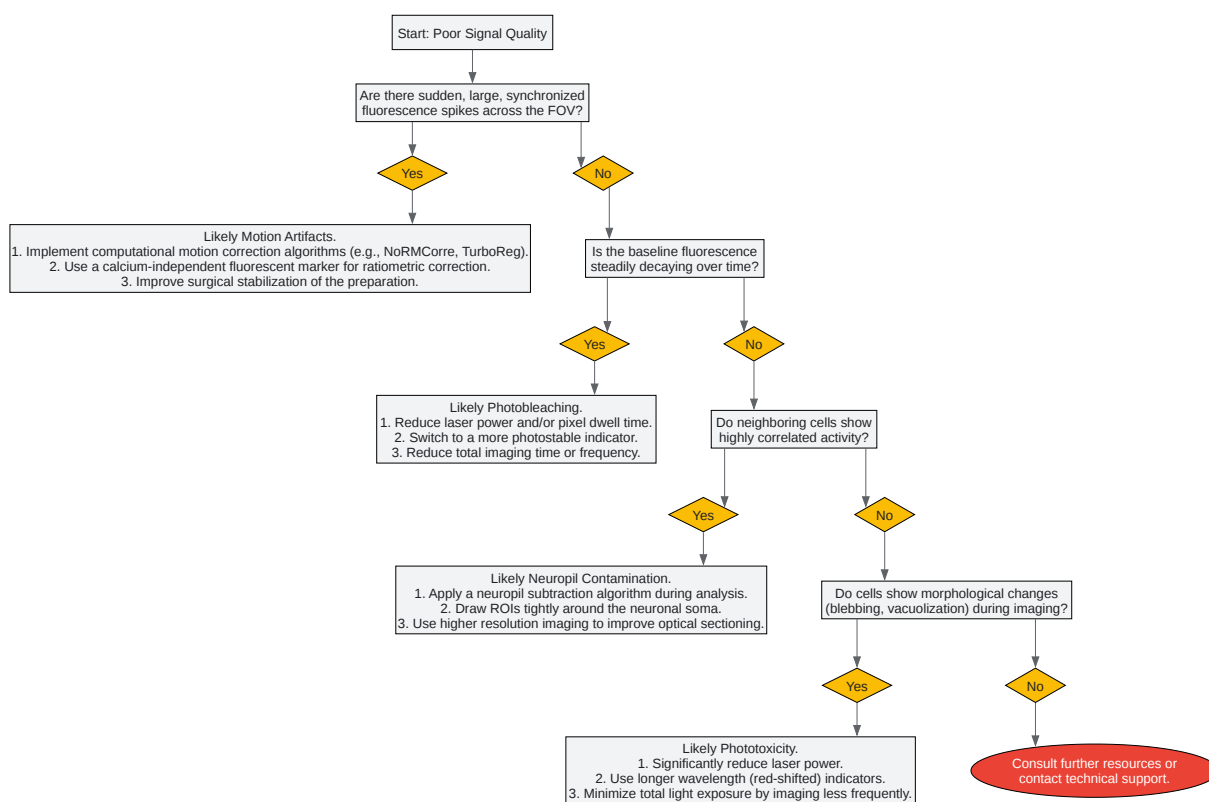 Start: Poor Signal Quality
Are there sudden, large, synchronized
fluorescence spikes across the FOV?
Yes
No
Likely Motion Artifacts.
1. Implement computational motion correction algorithms (e.g., NoRMCorre, TurboReg).
2. Use a calcium-independent fluorescent marker for ratiometric correction.
3. Improve surgical stabilization of the preparation.
Is the baseline fluorescence
steadily decaying over time?
Yes
No
Likely Photobleaching.
1. Reduce laser power and/or pixel dwell time.
2. Switch to a more photostable indicator.
3. Reduce total imaging time or frequency.
Do neighboring cells show
highly correlated activity?
Yes
No
Likely Neuropil Contamination.
1. Apply a neuropil subtraction algorithm during analysis.
2. Draw ROIs tightly around the neuronal soma.
3. Use higher resolution imaging to improve optical sectioning.
Do cells show morphological changes
(blebbing, vacuolization) during imaging?
Yes
No
Likely Phototoxicity.
1. Significantly reduce laser power.
2. Use longer wavelength (red-shifted) indicators.
3. Minimize total light exposure by imaging less frequently.
Consult further resources or
contact technical support.